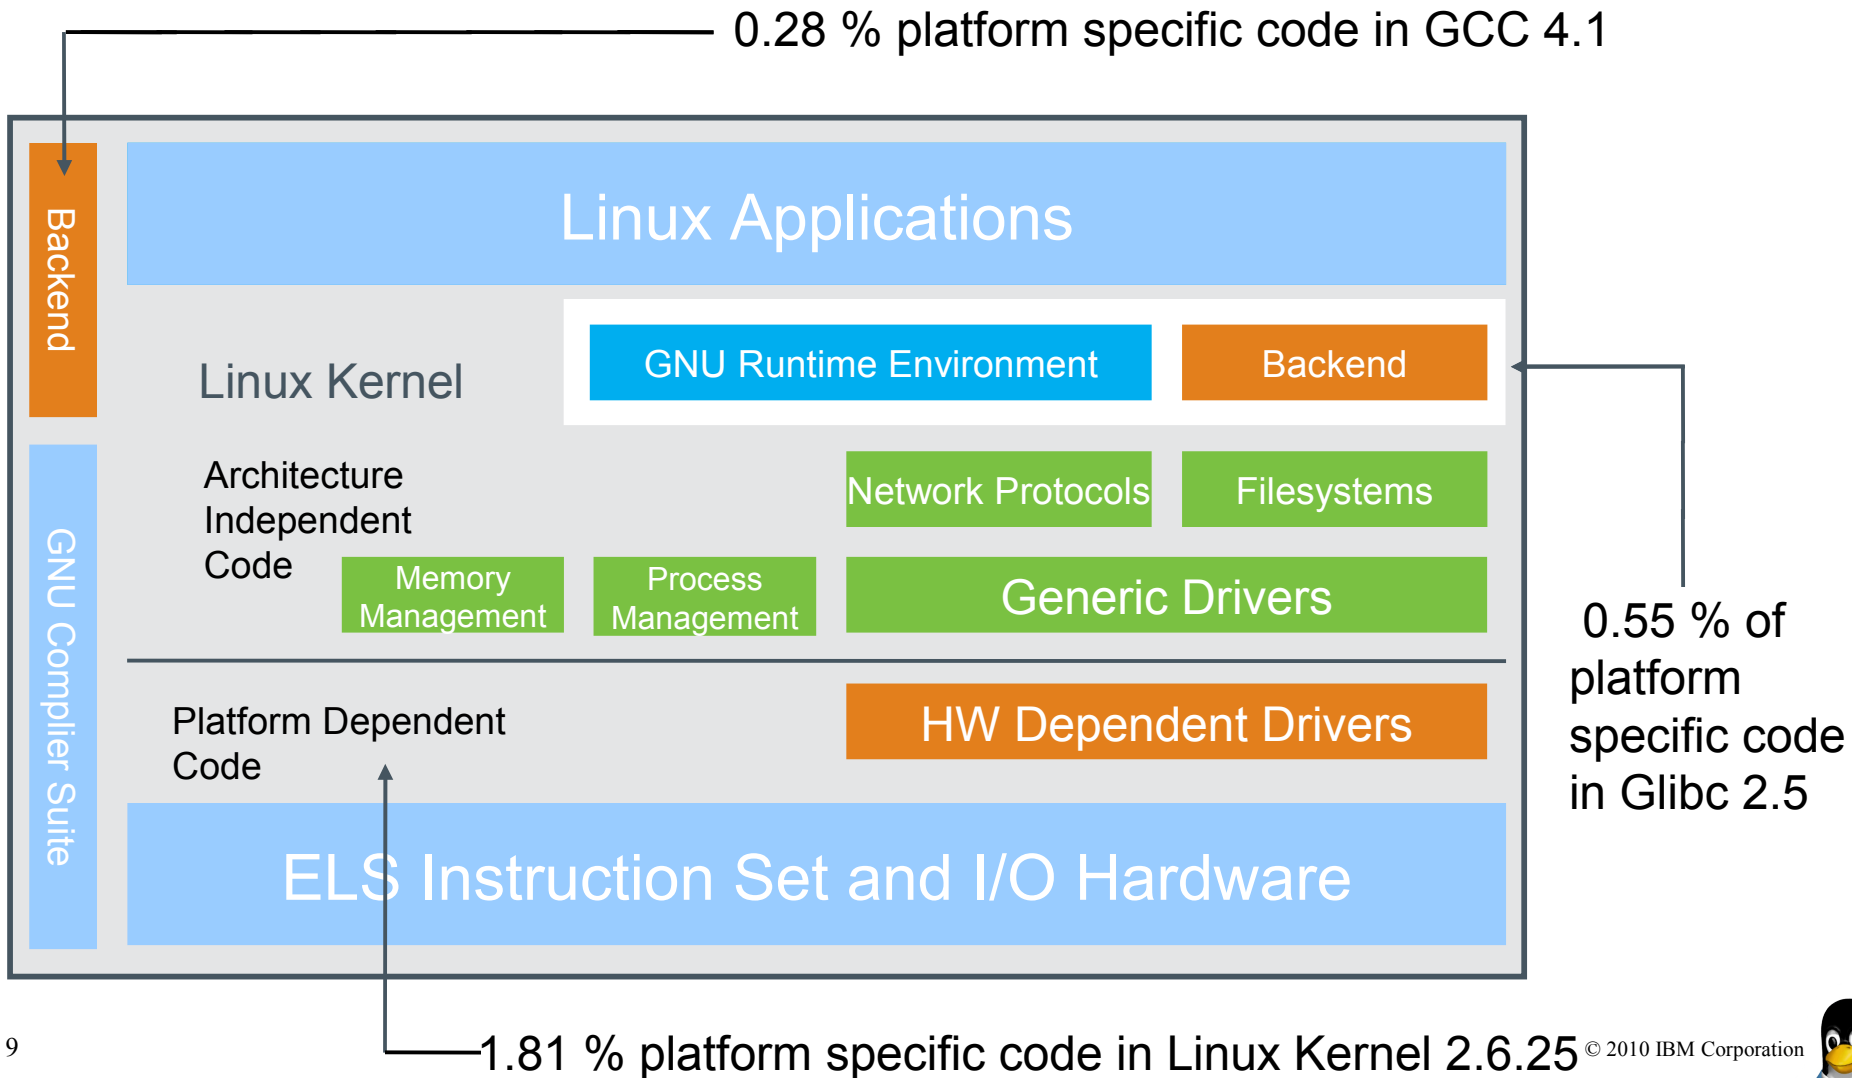 0.28 % platform specific code in GCC 4.1
Backend
Linux Applications
GNU Runtime Environment
Backend
Linux Kernel
Architecture
Independent
Code
Network Protocols
Filesystems
Memory
Management
Process
Management
Generic Drivers
GNU Complier Suite
0.55 % of
platform
specific code
in Glibc 2.5
Platform Dependent
Code
HW Dependent Drivers
ELS Instruction Set and I/O Hardware
9
1.81 % platform specific code in Linux Kernel 2.6.25
© 2010 IBM Corporation